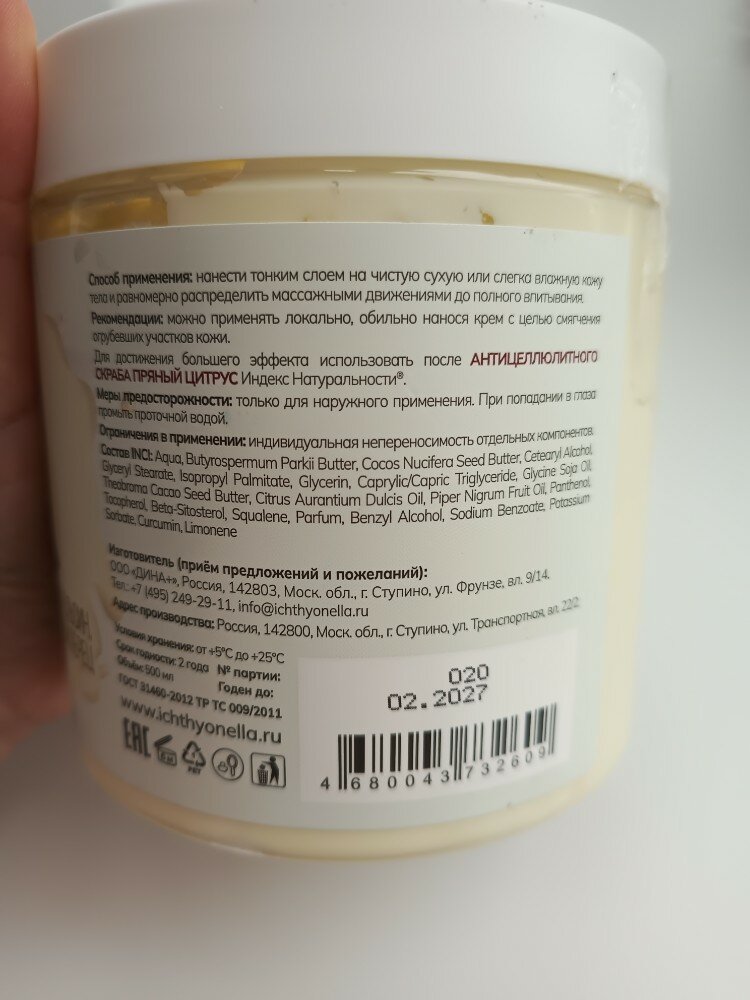 Способ применения: нанести тонким слоем на чистую сухую или слегка влажную кожу
тела и равномерно распределить массажными движениями до полного впитывания.
Рекомендации: можно применять локально, обильно нанося крем с целью смягчения
огрубевших участков кожи.
Для достижения большего эффекта использовать после АНТИЦЕЛЛЮЛИТНОГО
СКРАБА ПРЯНЫЙ ЦИТРУС Индекс Натуральности®.
Меры предосторожности: только для наружного применения. При попадании в глаза
промыть проточной водой.
Ограничения в применении: индивидуальная непереносимость отдельных компонентов.
Состав INCI: Aqua, Butyrospermum Parkii Butter, Cocos Nucifera Seed Butter, Cetearyl Alcohol,
Glyceryl Stearate, Isopropyl Palmitate, Glycerin, Caprylic/Capric Triglyceride, Glycine Soja Oil,
Theobroma Cacao Seed Butter, Citrus Aurantium Dulcis Oil, Piper Nigrum Fruit Oil, Panthenol,
Tocopherol, Beta-Sitosterol, Squalene, Parfum, Benzyl Alcohol, Sodium Benzoate, Potassium
Sorbate, Curcumin, Limonene
Изготовитель (приём предложений и пожеланий):
ООО «ДИНА+», Россия, 142803, Моск. обл., г. Ступино, ул. Фрунзе, вл. 9/14.
Тел.: +7 (495) 249-29-11, info@ichthyonella.ru
Адрес производства: Россия, 142800, Моск. обл., г. Ступино, ул. Транспортная, вл. 22/2
Условия хранения: от +5°C до +25°C
Срок годности: 2 года № партии: 020
Объём: 500 мл Годен до: 02.2027
ГОСТ 31460-2012 ТР ТС 009/2011
www.ichthyonella.ru
EAC
PET
4 680043 732609